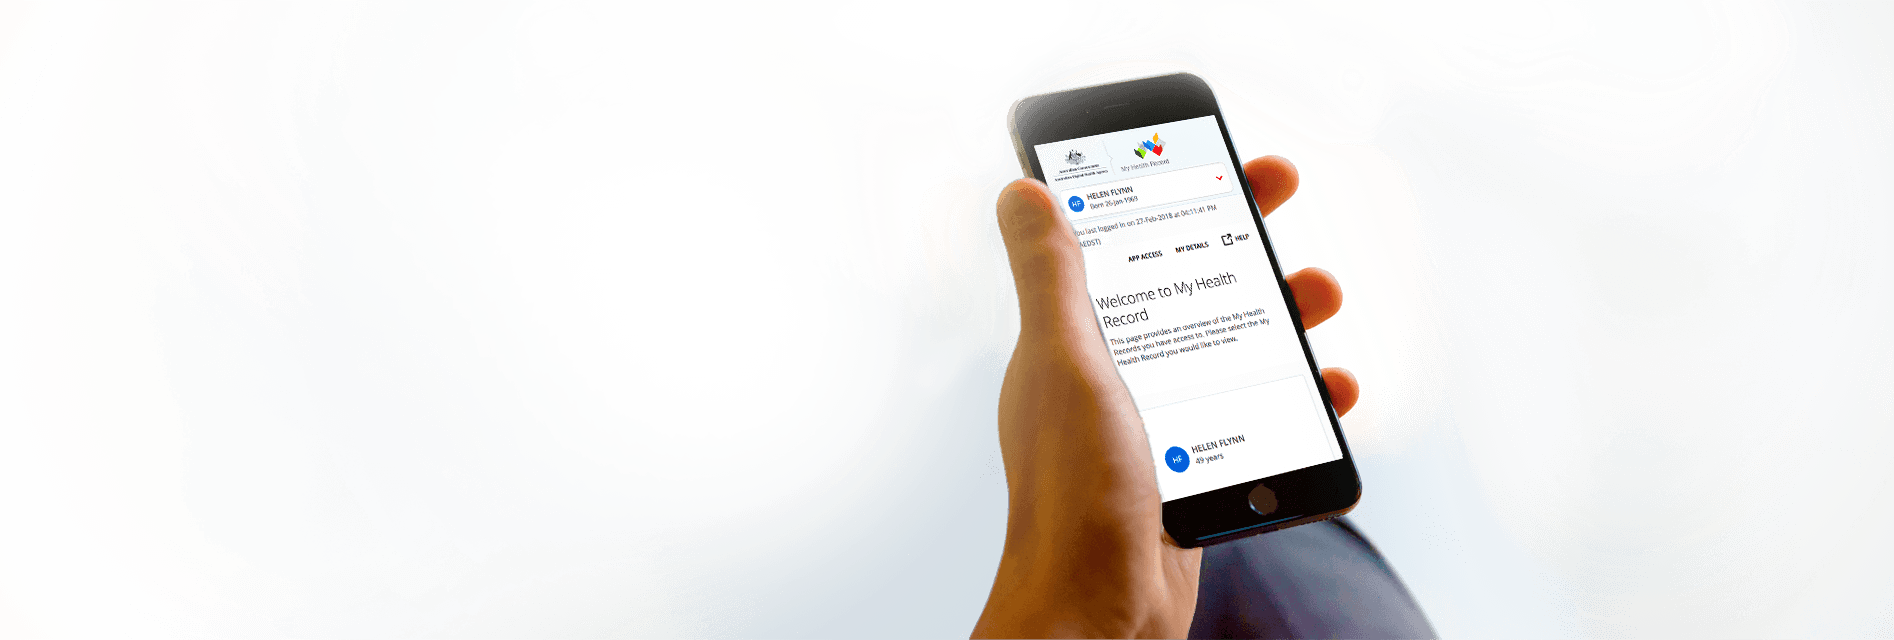 Australian Government
Australian Digital Health Agency
My Health Record
HF
HELEN FLYNN
Born 26-Jan-1969
You last logged in on 27-Feb-2018 at 04:11:41 PM
AEDST)
APP ACCESS MY DETAILS HELP
Welcome to My Health
Record
This page provides an overview of the My Health
Records you have access to. Please select the My
Health Record you would like to view.
HF
HELEN FLYNN
49 years